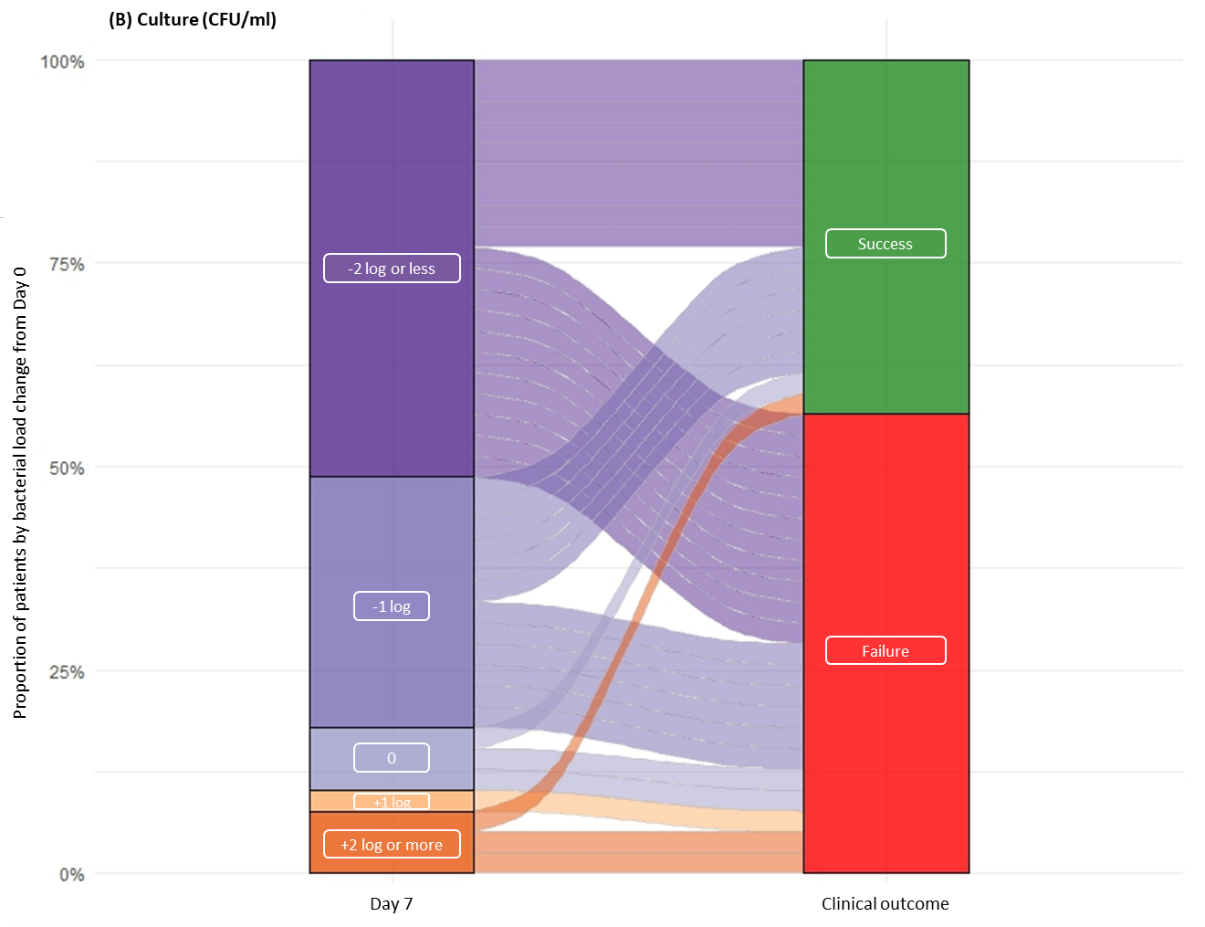 (B) Culture (CFU/ml)
Proportion of patients by bacterial load change from Day 0
100%
75%
50%
25%
0%
-2 log or less
-1 log
0
+1 log
+2 log or more
Success
Failure
Day 7
Clinical outcome